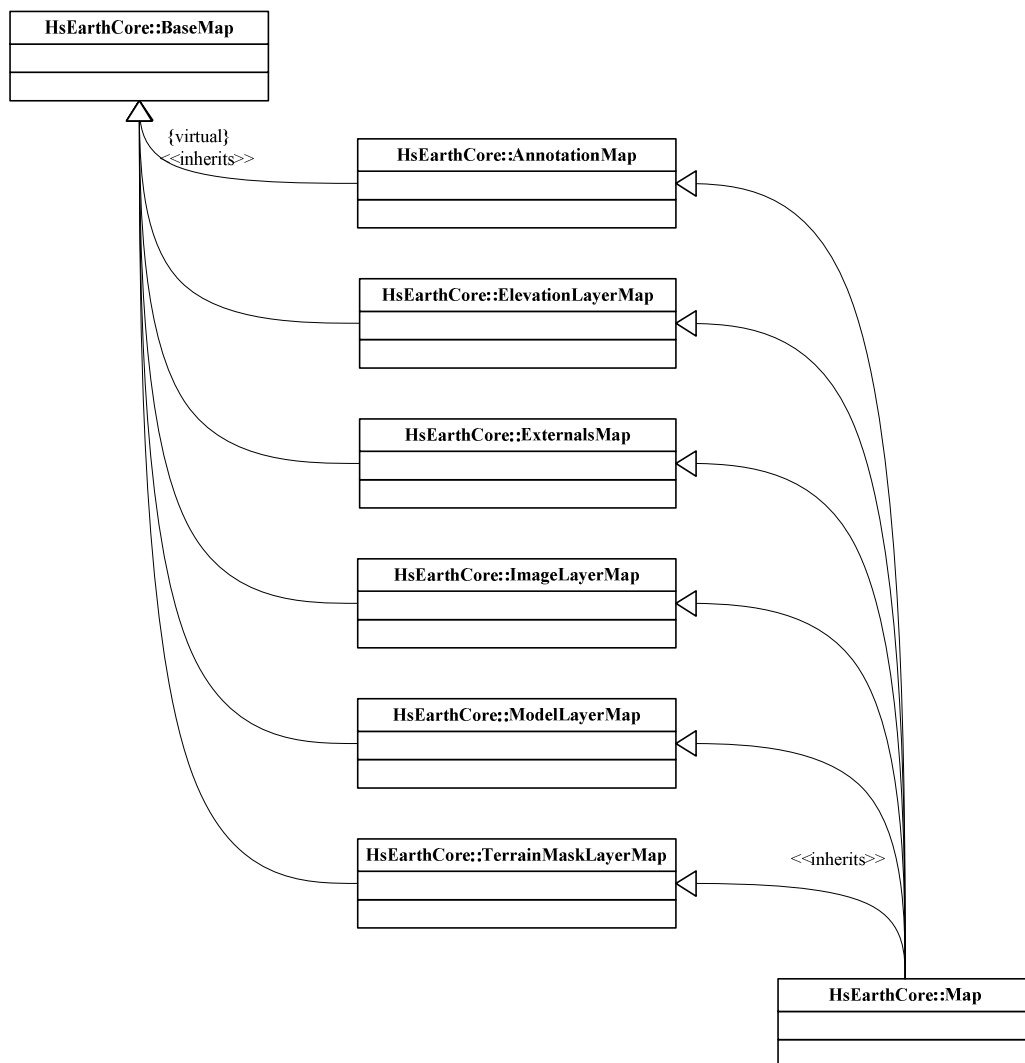 HsEarthCore::BaseMap
{virtual}
<<inherits>>
HsEarthCore::AnnotationMap
HsEarthCore::ElevationLayerMap
HsEarthCore::ExternalsMap
HsEarthCore::ImageLayerMap
HsEarthCore::ModelLayerMap
HsEarthCore::TerrainMaskLayerMap
<<inherits>>
HsEarthCore::Map